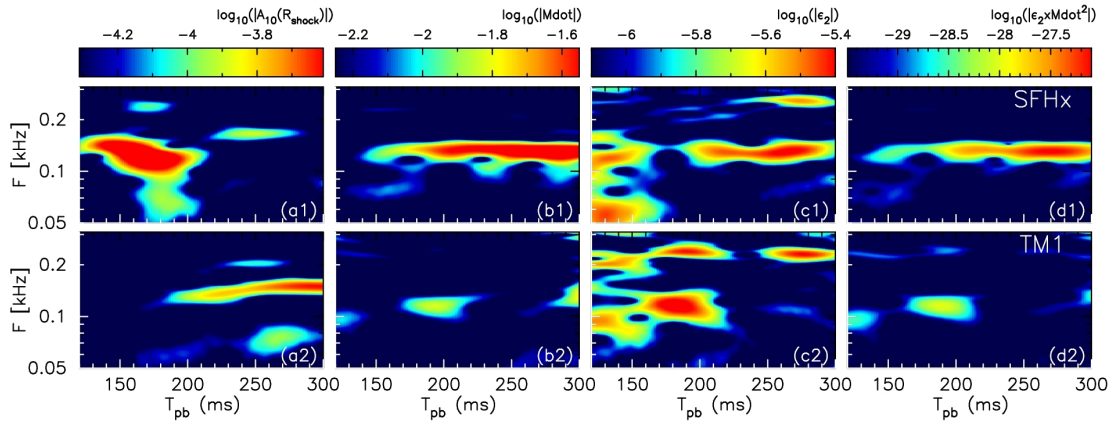 log10(|A10(Rshock)|) log10(|Mdot|) log10(|ϵ2|) log10(|ϵ2xMdot²|)
−4.2 −4 −3.8 −2.2 −2 −1.8 −1.6 −6 −5.8 −5.6 −5.4 −29 −28.5 −28 −27.5
F [kHz] 0.2 0.1 0.05 (a1) (b1) (c1) SFHx (d1)
F [kHz] 0.2 0.1 0.05 (a2) (b2) (c2) TM1 (d2)
150 200 250 300 150 200 250 300 150 200 250 300 150 200 250 300
Tpb (ms) Tpb (ms) Tpb (ms) Tpb (ms)